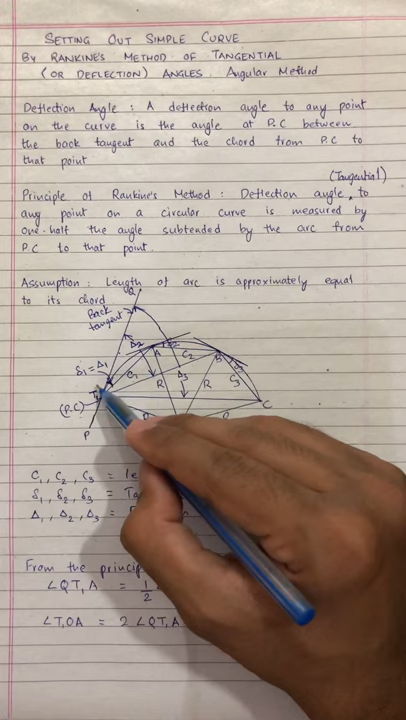 SETTING OUT SIMPLE CURVE
By RANKINE'S METHOD OF TANGENTIAL
(OR DEFLECTION) ANGLES. Angular Method
Deflection Angle : A deflection angle to any point
on the curve is the angle at P.C between
the back tangent and the chord from P.C to
that point
(Tangential)
Principle of Rankine's Method : Deflection angle, to
any point on a circular curve is measured by
one-half the angle subtended by the arc from
P.C to that point.
Assumption : Length of arc is approximately equal
to its chord
Q
Back
tangent
Δ2
A
δ2
C2
B
δ3
δ1 = Δ1
C1
R
Δ3
R
C3
(P.C)
C
P
C1, C2, C3 =
δ1, δ2, δ3 =
Δ1, Δ2, Δ3 =
From the
∠QT1A = 1/2
∠T1OA = 2 ∠QT1A